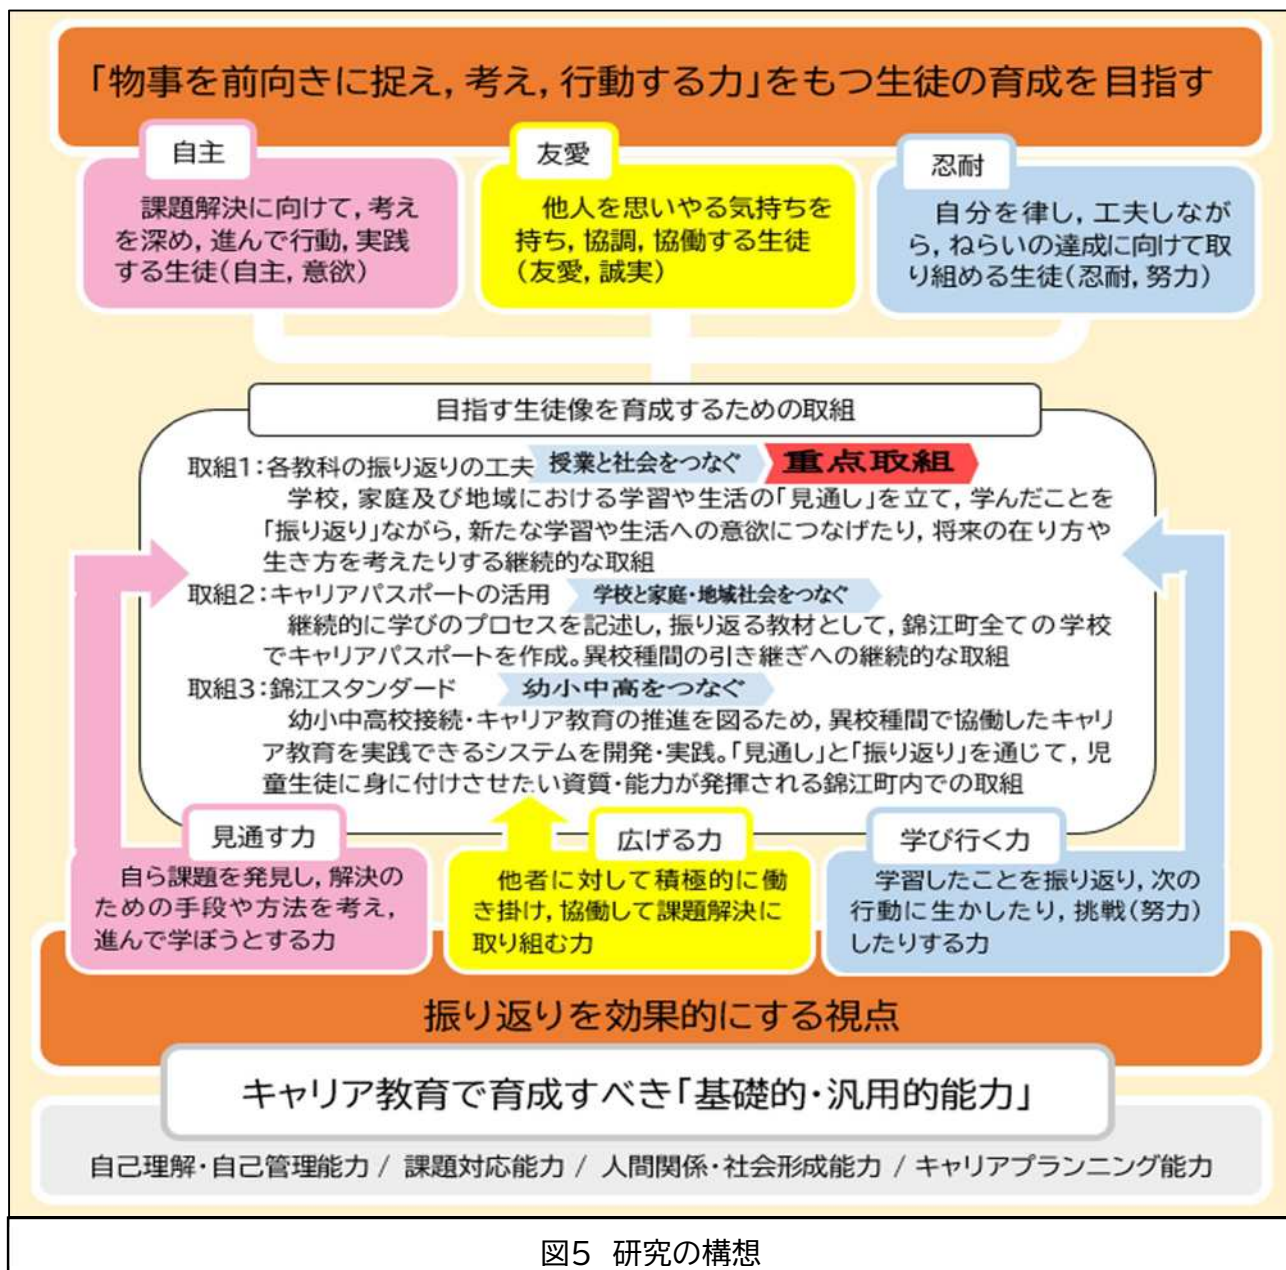 「物事を前向きに捉え,考え,行動する力」をもつ生徒の育成を目指す
自主
課題解決に向けて,考え
を深め,進んで行動,実践
する生徒(自主,意欲)
友愛
他人を思いやる気持ちを
持ち,協調,協働する生徒
(友愛,誠実)
忍耐
自分を律し,工夫しなが
ら,ねらいの達成に向けて取
り組める生徒(忍耐,努力)
目指す生徒像を育成するための取組
取組1:各教科の振り返りの工夫 授業と社会をつなぐ 重点取組
学校,家庭及び地域における学習や生活の「見通し」を立て,学んだことを
「振り返り」ながら,新たな学習や生活への意欲につなげたり,将来の在り方や
生き方を考えたりする継続的な取組
取組2:キャリアパスポートの活用 学校と家庭・地域社会をつなぐ
継続的に学びのプロセスを記述し,振り返る教材として,錦江町全ての学校
でキャリアパスポートを作成。異校種間の引き継ぎへの継続的な取組
取組3:錦江スタンダード 幼小中高をつなぐ
幼小中高校接続・キャリア教育の推進を図るため,異校種間で協働したキャリ
ア教育を実践できるシステムを開発・実践。「見通し」と「振り返り」を通じて,児
童生徒に身に付けさせたい資質・能力が発揮される錦江町内での取組
見通す力
自ら課題を発見し,解決の
ための手段や方法を考え,
進んで学ぼうとする力
広げる力
他者に対して積極的に働
き掛け,協働して課題解決に
取り組む力
学び行く力
学習したことを振り返り,次の
行動に生かしたり,挑戦(努力)
したりする力
振り返りを効果的にする視点
キャリア教育で育成すべき「基礎的・汎用的能力」
自己理解・自己管理能力 / 課題対応能力 / 人間関係・社会形成能力 / キャリアプランニング能力
図5 研究の構想